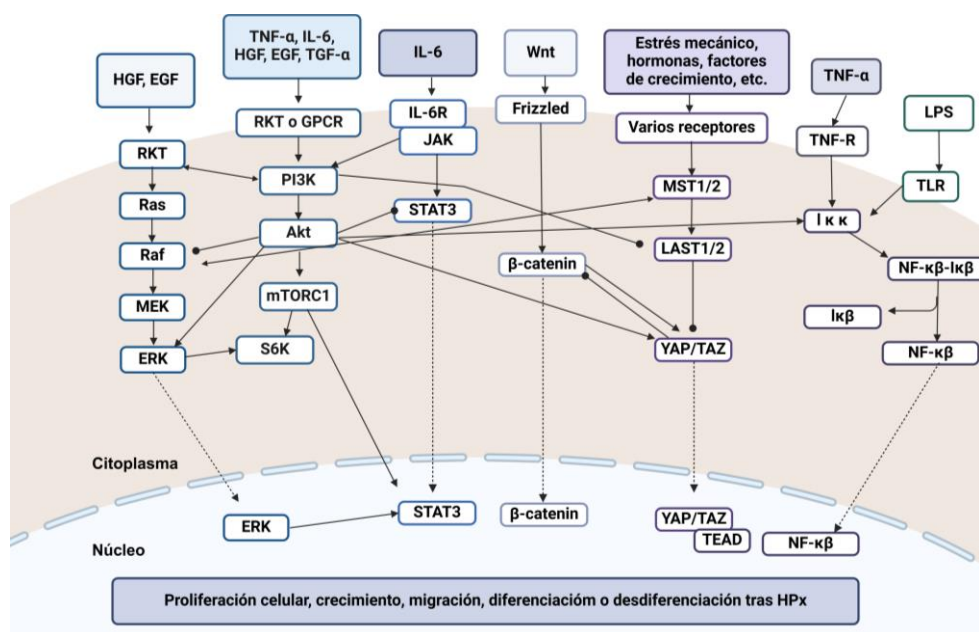 HGF, EGF
TNF-α, IL-6,
HGF, EGF, TGF-α
IL-6
Wnt
Estrés mecánico,
hormonas, factores
de crecimiento, etc.
TNF-α
LPS
RKT
RKT o GPCR
IL-6R
JAK
Frizzled
Varios receptores
TNF-R
TLR
Ras
PI3K
STAT3
MST1/2
Raf
Akt
β-catenin
LAST1/2
I κ κ
NF-κβ-Iκβ
MEK
mTORC1
Iκβ
ERK
S6K
YAP/TAZ
NF-κβ
Citoplasma
ERK
STAT3
β-catenin
YAP/TAZ
TEAD
NF-κβ
Núcleo
Proliferación celular, crecimiento, migración, diferenciacióm o desdiferenciación tras HPx